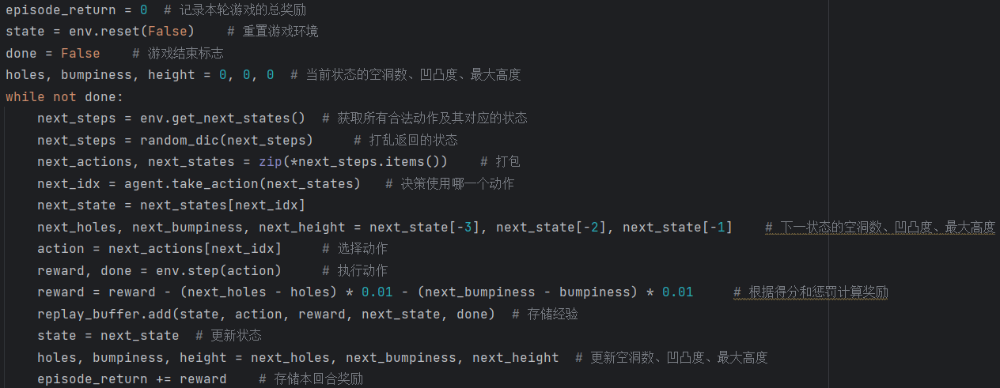 episode_return = 0  # 记录本轮游戏的总奖励
state = env.reset(False)    # 重置游戏环境
done = False    # 游戏结束标志
holes, bumpiness, height = 0, 0, 0  # 当前状态的空洞数、凹凸度、最大高度
while not done:
    next_steps = env.get_next_states()  # 获取所有合法动作及其对应的状态
    next_steps = random_dic(next_steps)     # 打乱返回的状态
    next_actions, next_states = zip(*next_steps.items())    # 打包
    next_idx = agent.take_action(next_states)   # 决策使用哪一个动作
    next_state = next_states[next_idx]
    next_holes, next_bumpiness, next_height = next_state[-3], next_state[-2], next_state[-1]    # 下一状态的空洞数、凹凸度、最大高度
    action = next_actions[next_idx]     # 选择动作
    reward, done = env.step(action)     # 执行动作
    reward = reward - (next_holes - holes) * 0.01 - (next_bumpiness - bumpiness) * 0.01     # 根据得分和惩罚计算奖励
    replay_buffer.add(state, action, reward, next_state, done)  # 存储经验
    state = next_state  # 更新状态
    holes, bumpiness, height = next_holes, next_bumpiness, next_height  # 更新空洞数、凹凸度、最大高度
    episode_return += reward    # 存储本回合奖励